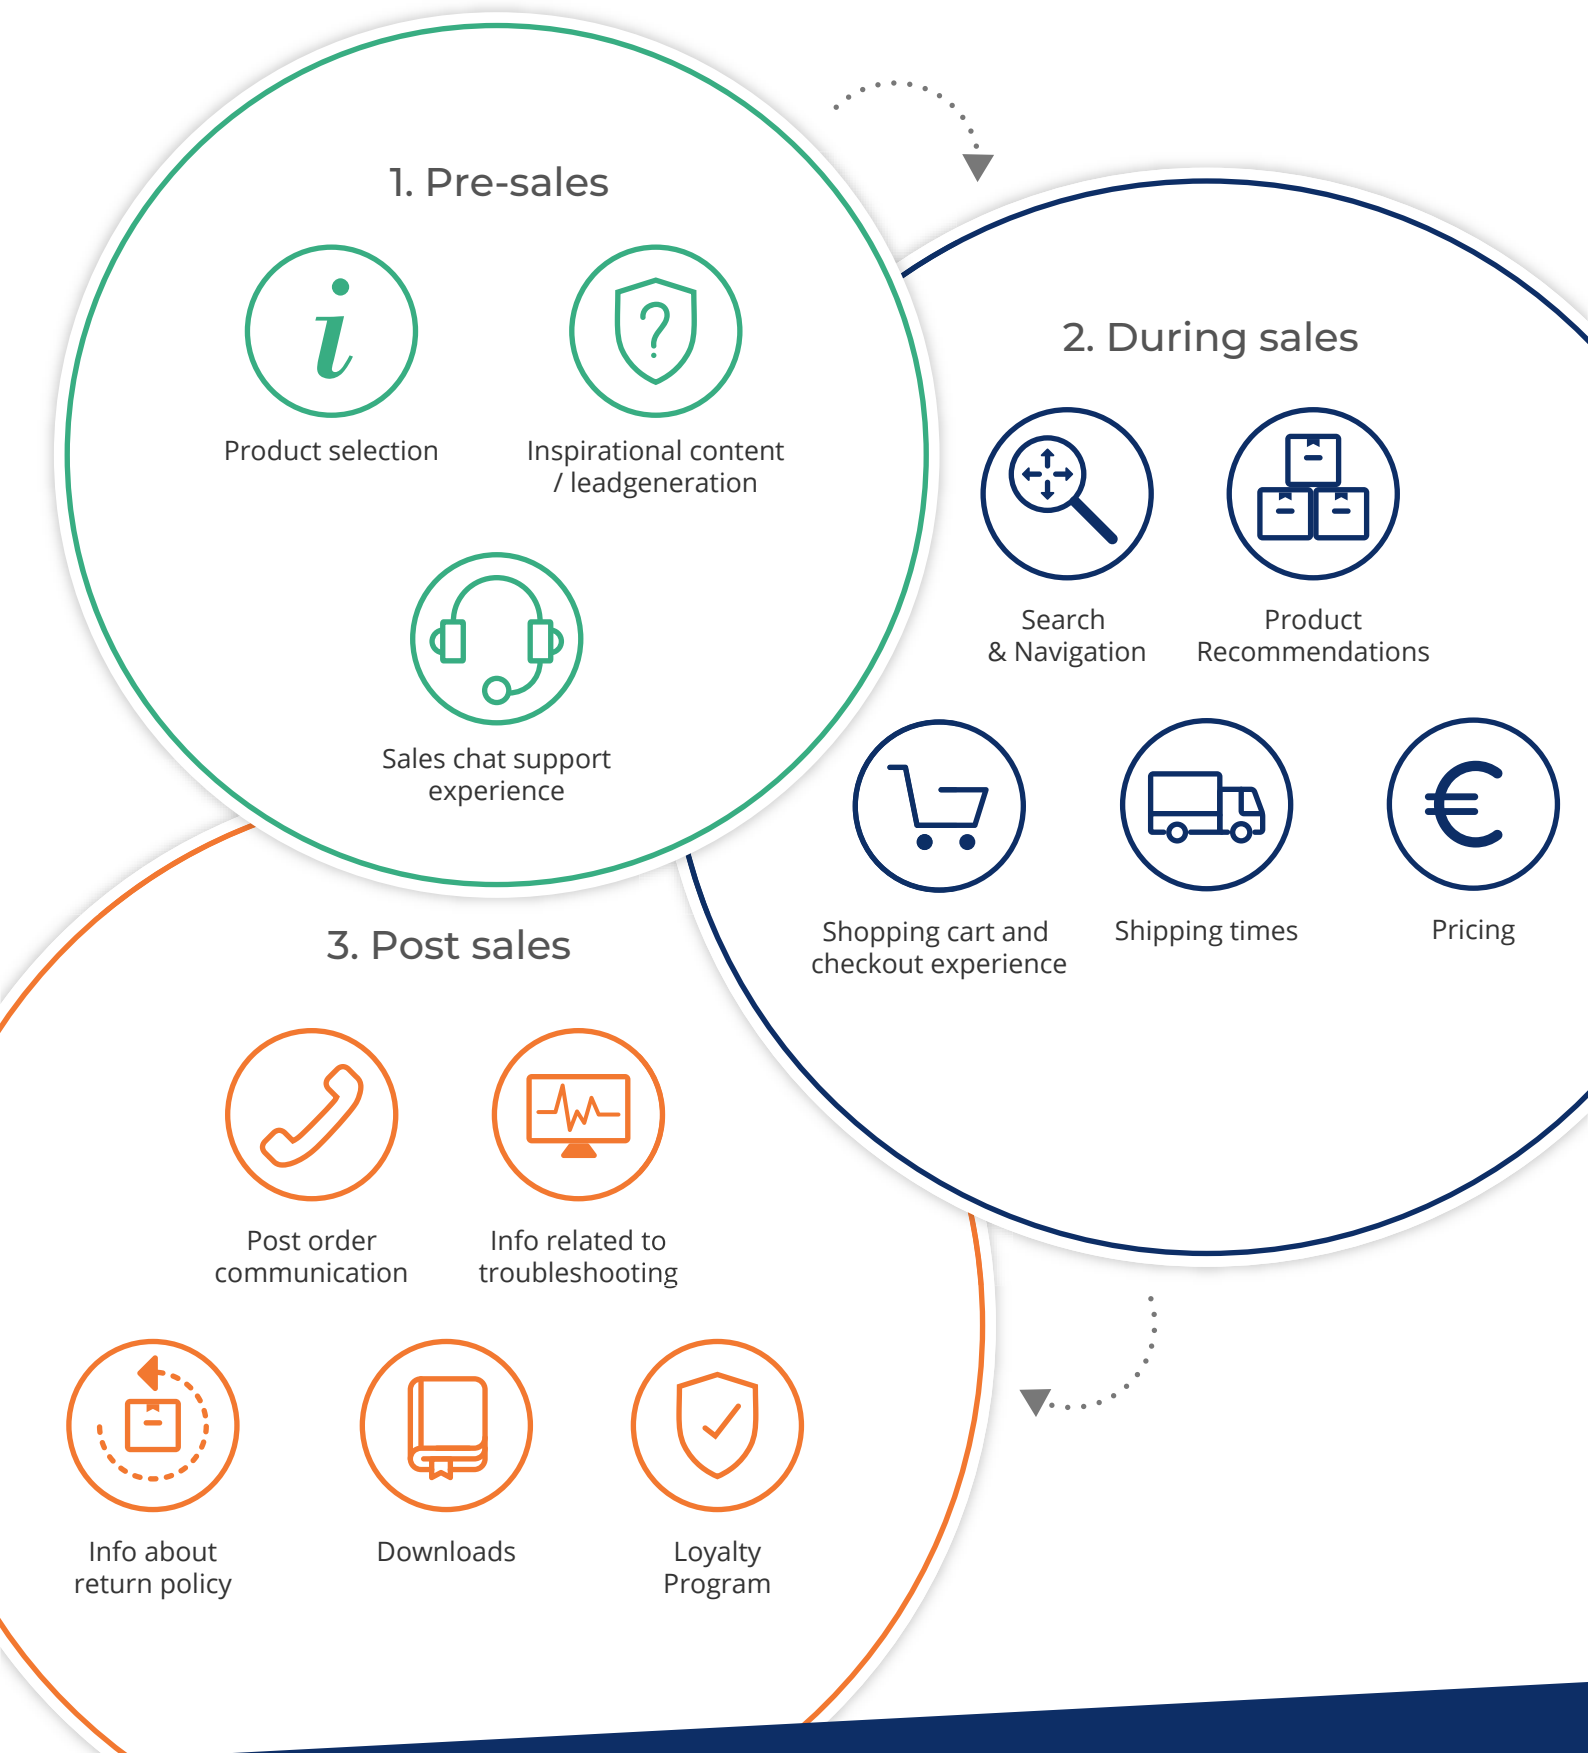 1. Pre-sales
Product selection
Inspirational content
/ leadgeneration
Sales chat support
experience
2. During sales
Search
& Navigation
Product
Recommendations
Shopping cart and
checkout experience
Shipping times
Pricing
3. Post sales
Post order
communication
Info related to
troubleshooting
Info about
return policy
Downloads
Loyalty
Program